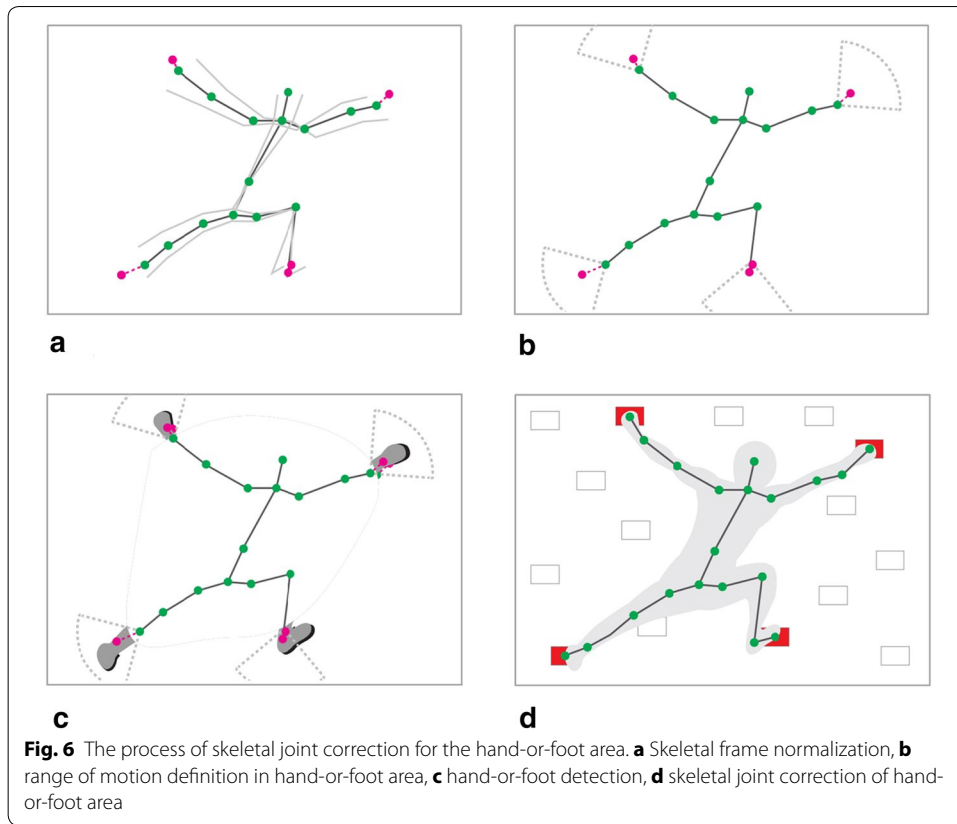 a
b
c
d
Fig. 6 The process of skeletal joint correction for the hand-or-foot area. a Skeletal frame normalization, b
range of motion definition in hand-or-foot area, c hand-or-foot detection, d skeletal joint correction of hand-
or-foot area